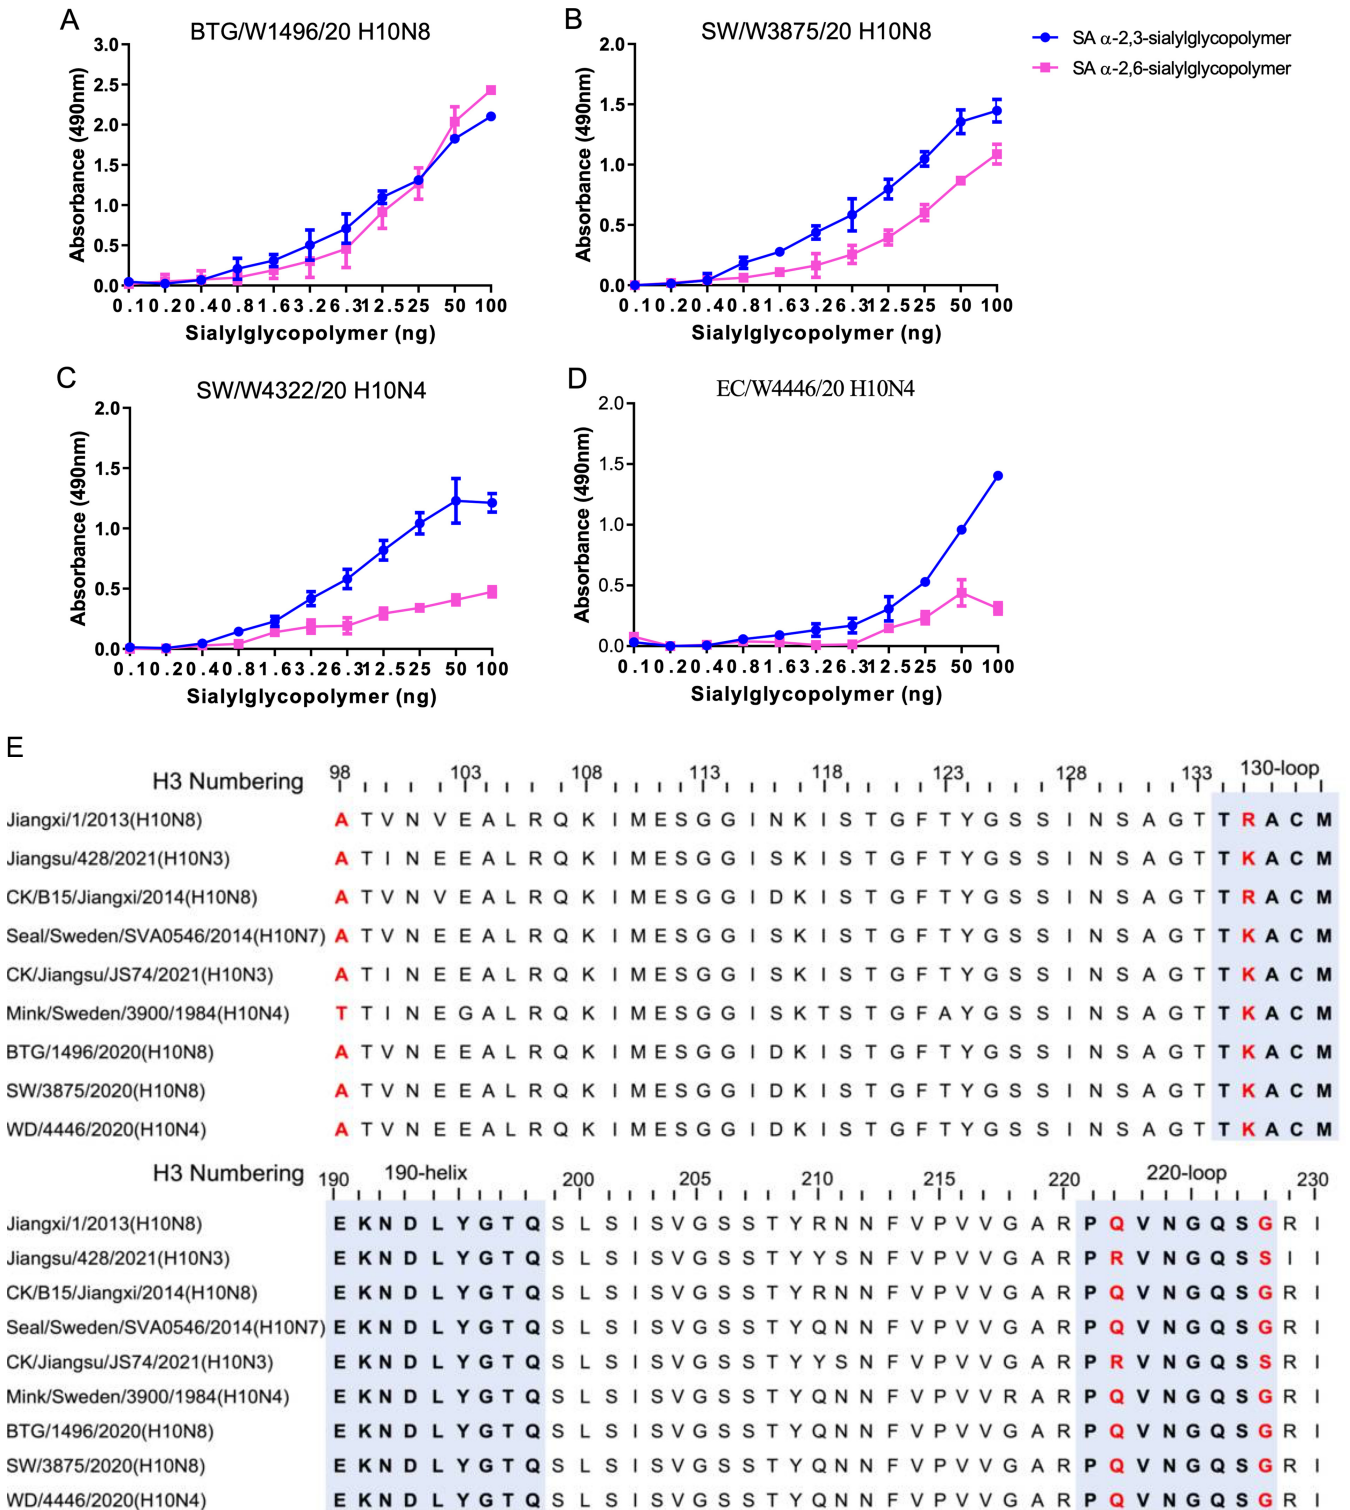 A
BTG/W1496/20 H10N8
3.0
2.5
2.0
1.5
1.0
0.5
0.0
Absorbance (490nm)
0.1 0.2 0.4 0.8 1.6 3.2 6.3 12.5 25 50 100
Sialylglycopolymer (ng)
B
SW/W3875/20 H10N8
2.0
1.5
1.0
0.5
0.0
Absorbance (490nm)
0.1 0.2 0.4 0.8 1.6 3.2 6.3 12.5 25 50 100
Sialylglycopolymer (ng)
SA α-2,3-sialylglycopolymer
SA α-2,6-sialylglycopolymer
C
SW/W4322/20 H10N4
2.0
1.5
1.0
0.5
0.0
Absorbance (490nm)
0.1 0.2 0.4 0.8 1.6 3.2 6.3 12.5 25 50 100
Sialylglycopolymer (ng)
D
EC/W4446/20 H10N4
2.0
1.5
1.0
0.5
0.0
Absorbance (490nm)
0.1 0.2 0.4 0.8 1.6 3.2 6.3 12.5 25 50 100
Sialylglycopolymer (ng)
E
H3 Numbering 98 103 108 113 118 123 128 133 130-loop
Jiangxi/1/2013(H10N8) A T V N V E A L R Q K I M E S G G I N K I S T G F T Y G S S I N S A G T T R A C M
Jiangsu/428/2021(H10N3) A T I N E E A L R Q K I M E S G G I S K I S T G F T Y G S S I N S A G T T K A C M
CK/B15/Jiangxi/2014(H10N8) A T V N V E A L R Q K I M E S G G I D K I S T G F T Y G S S I N S A G T T R A C M
Seal/Sweden/SVA0546/2014(H10N7) A T V N E E A L R Q K I M E S G G I S K I S T G F T Y G S S I N S A G T T K A C M
CK/Jiangsu/JS74/2021(H10N3) A T I N E E A L R Q K I M E S G G I S K I S T G F T Y G S S I N S A G T T K A C M
Mink/Sweden/3900/1984(H10N4) T T I N E G A L R Q K I M E S G G I S K T S T G F A Y G S S I N S A G T T K A C M
BTG/1496/2020(H10N8) A T V N E E A L R Q K I M E S G G I D K I S T G F T Y G S S I N S A G T T K A C M
SW/3875/2020(H10N8) A T V N E E A L R Q K I M E S G G I D K I S T G F T Y G S S I N S A G T T K A C M
WD/4446/2020(H10N4) A T V N E E A L R Q K I M E S G G I D K I S T G F T Y G S S I N S A G T T K A C M
H3 Numbering 190 190-helix 200 205 210 215 220 220-loop 230
Jiangxi/1/2013(H10N8) E K N D L Y G T Q S L S I S V G S S T Y R N N F V P V V G A R P Q V N G Q S G R I
Jiangsu/428/2021(H10N3) E K N D L Y G T Q S L S I S V G S S T Y Y S N F V P V V G A R P R V N G Q S S I I
CK/B15/Jiangxi/2014(H10N8) E K N D L Y G T Q S L S I S V G S S T Y R N N F V P V V G A R P Q V N G Q S G R I
Seal/Sweden/SVA0546/2014(H10N7) E K N D L Y G T Q S L S I S V G S S T Y Q N N F V P V V G A R P Q V N G Q S G R I
CK/Jiangsu/JS74/2021(H10N3) E K N D L Y G T Q S L S I S V G S S T Y Y S N F V P V V G A R P R V N G Q S S R I
Mink/Sweden/3900/1984(H10N4) E K N D L Y G T Q S L S I S V G S S T Y Q N N F V P V V R A R P Q V N G Q S G R I
BTG/1496/2020(H10N8) E K N D L Y G T Q S L S I S V G S S T Y Q N N F V P V V G A R P Q V N G Q S G R I
SW/3875/2020(H10N8) E K N D L Y G T Q S L S I S V G S S T Y Q N N F V P V V G A R P Q V N G Q S G R I
WD/4446/2020(H10N4) E K N D L Y G T Q S L S I S V G S S T Y Q N N F V P V V G A R P Q V N G Q S G R I